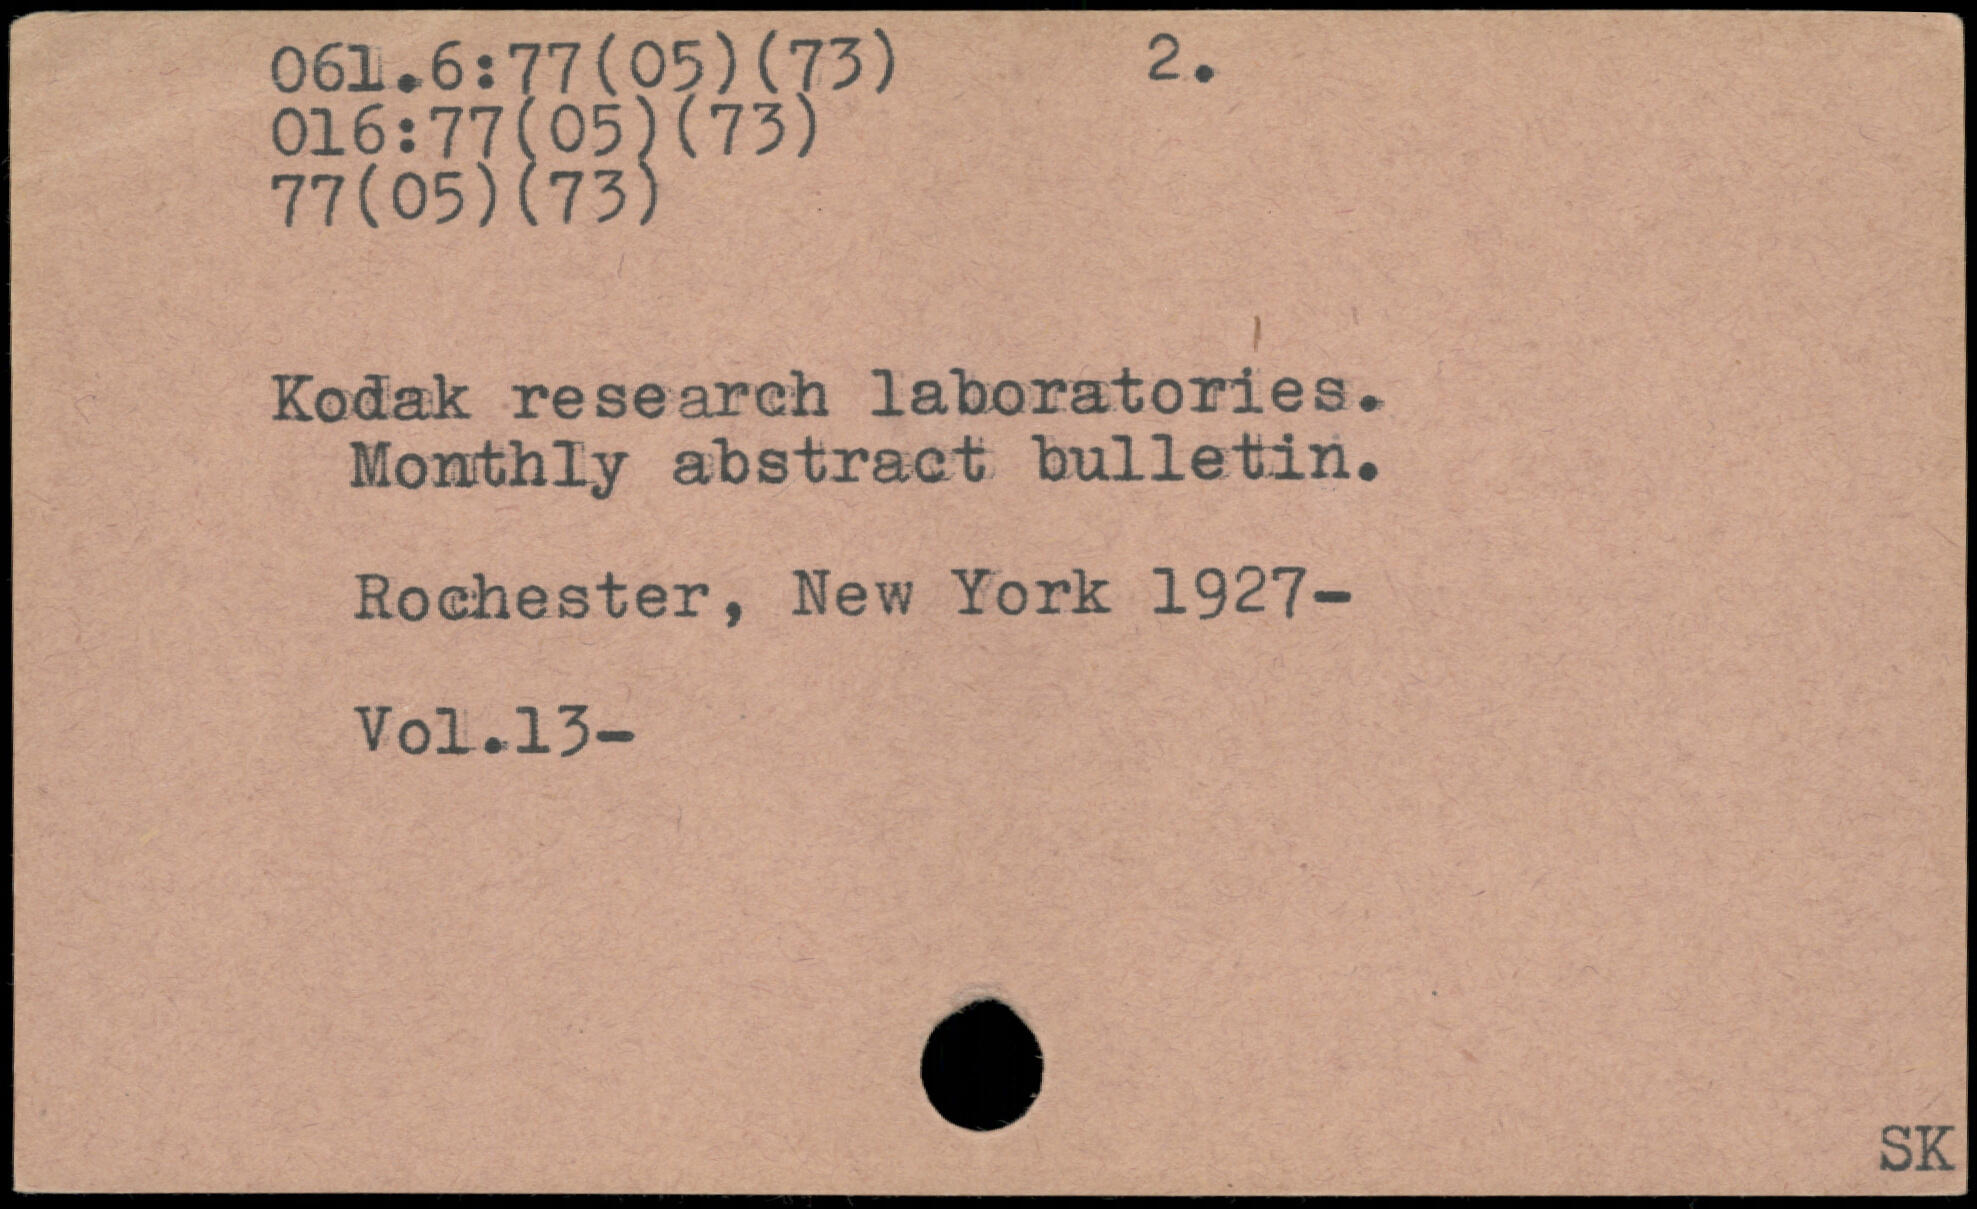 061.6:77(05)(73) 2.
016:77(05)(73)
77(05)(73)
Kodak research laboratories.
Monthly abstract bulletin.
Rochester, New York 1927-
Vol.13-
SK